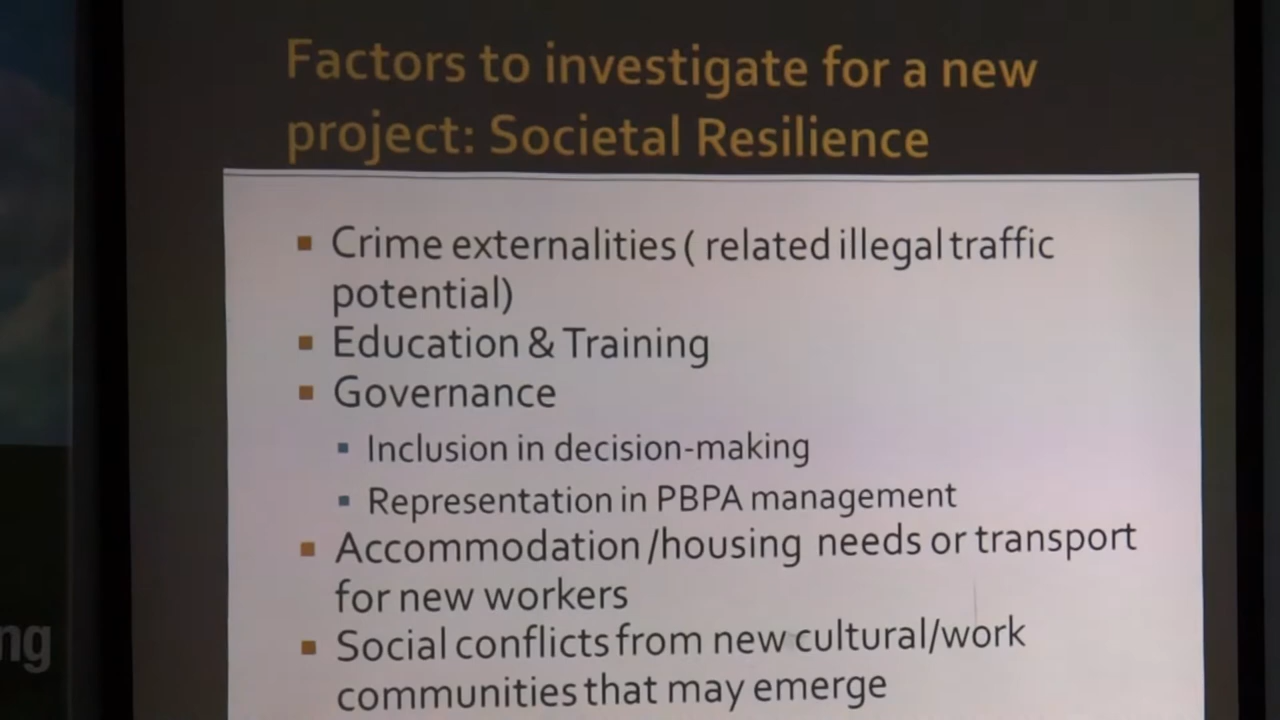 Factors to investigate for a new
project: Societal Resilience
Crime externalities ( related illegal traffic
potential)
Education & Training
Governance
Inclusion in decision-making
Representation in PBPA management
Accommodation /housing needs or transport
for new workers
Social conflicts from new cultural/work
communities that may emerge
ng